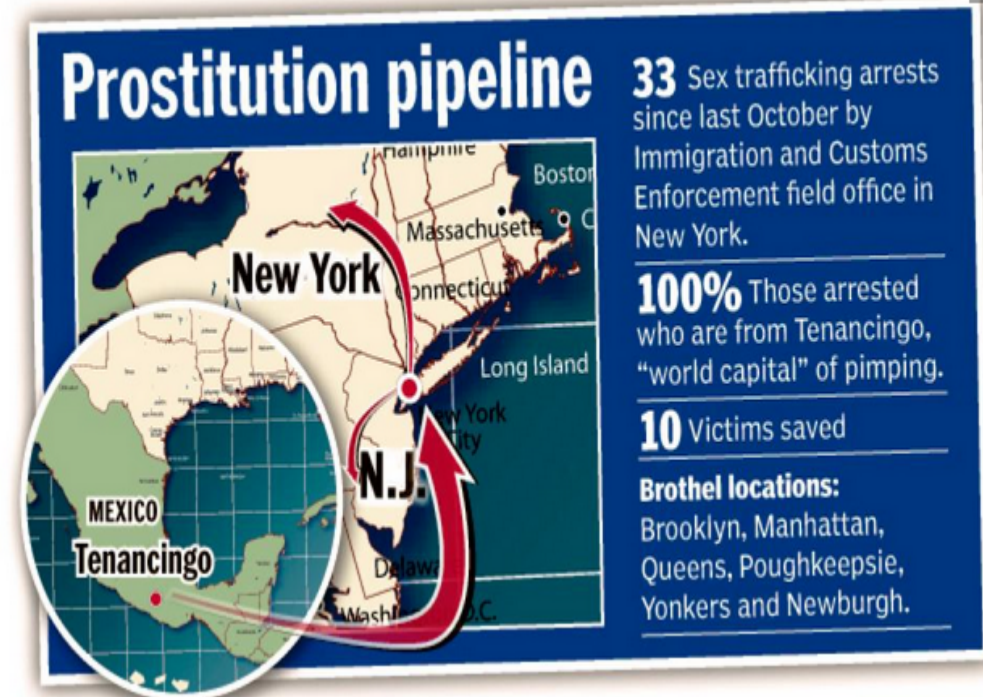 Prostitution pipeline
33 Sex trafficking arrests
since last October by
Immigration and Customs
Enforcement field office in
New York.
100% Those arrested
who are from Tenancingo,
“world capital” of pimping.
10 Victims saved
Brothel locations:
Brooklyn, Manhattan,
Queens, Poughkeepsie,
Yonkers and Newburgh.
Boston
Massachusetts
New York
Connecticut
Long Island
New York
City
N.J.
MEXICO
Tenancingo